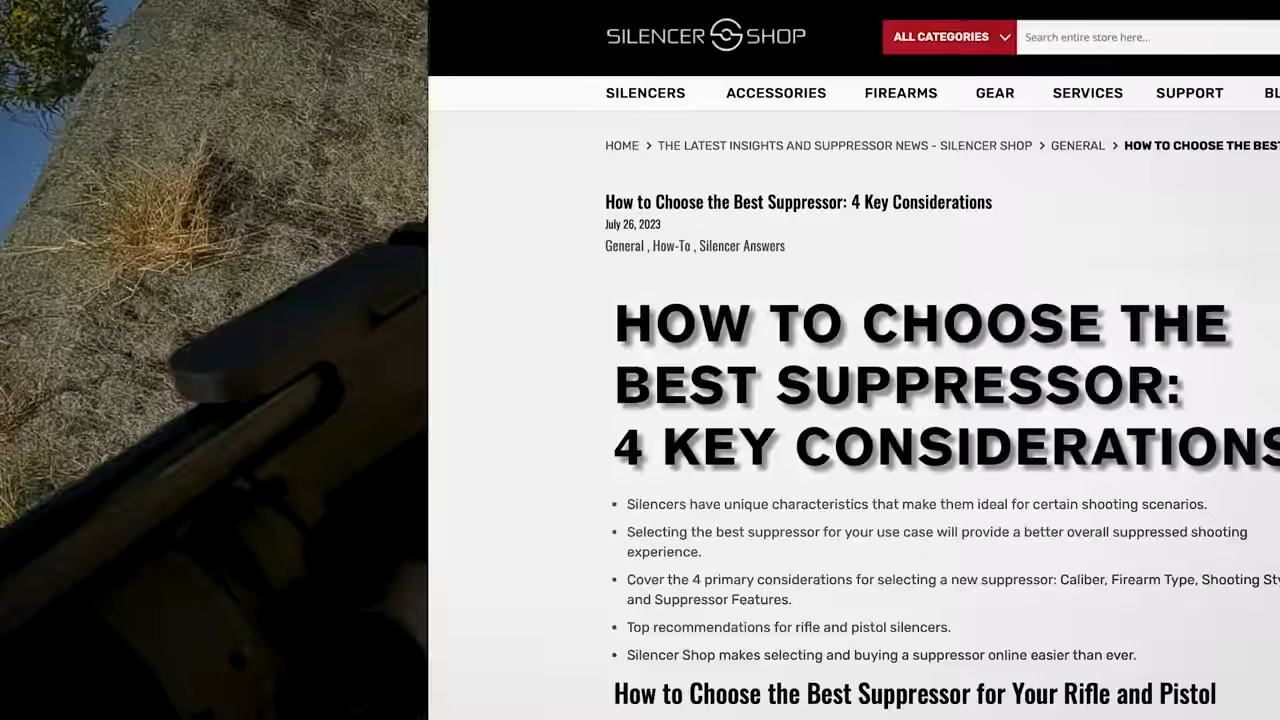 SILENCER SHOP
ALL CATEGORIES
Search entire store here...
SILENCERS ACCESSORIES FIREARMS GEAR SERVICES SUPPORT
HOME > THE LATEST INSIGHTS AND SUPPRESSOR NEWS - SILENCER SHOP > GENERAL > HOW TO CHOOSE THE BEST
How to Choose the Best Suppressor: 4 Key Considerations
July 26, 2023
General , How-To , Silencer Answers
HOW TO CHOOSE THE
BEST SUPPRESSOR:
4 KEY CONSIDERATIONS
• Silencers have unique characteristics that make them ideal for certain shooting scenarios.
• Selecting the best suppressor for your use case will provide a better overall suppressed shooting
experience.
• Cover the 4 primary considerations for selecting a new suppressor: Caliber, Firearm Type, Shooting
and Suppressor Features.
• Top recommendations for rifle and pistol silencers.
• Silencer Shop makes selecting and buying a suppressor online easier than ever.
How to Choose the Best Suppressor for Your Rifle and Pistol